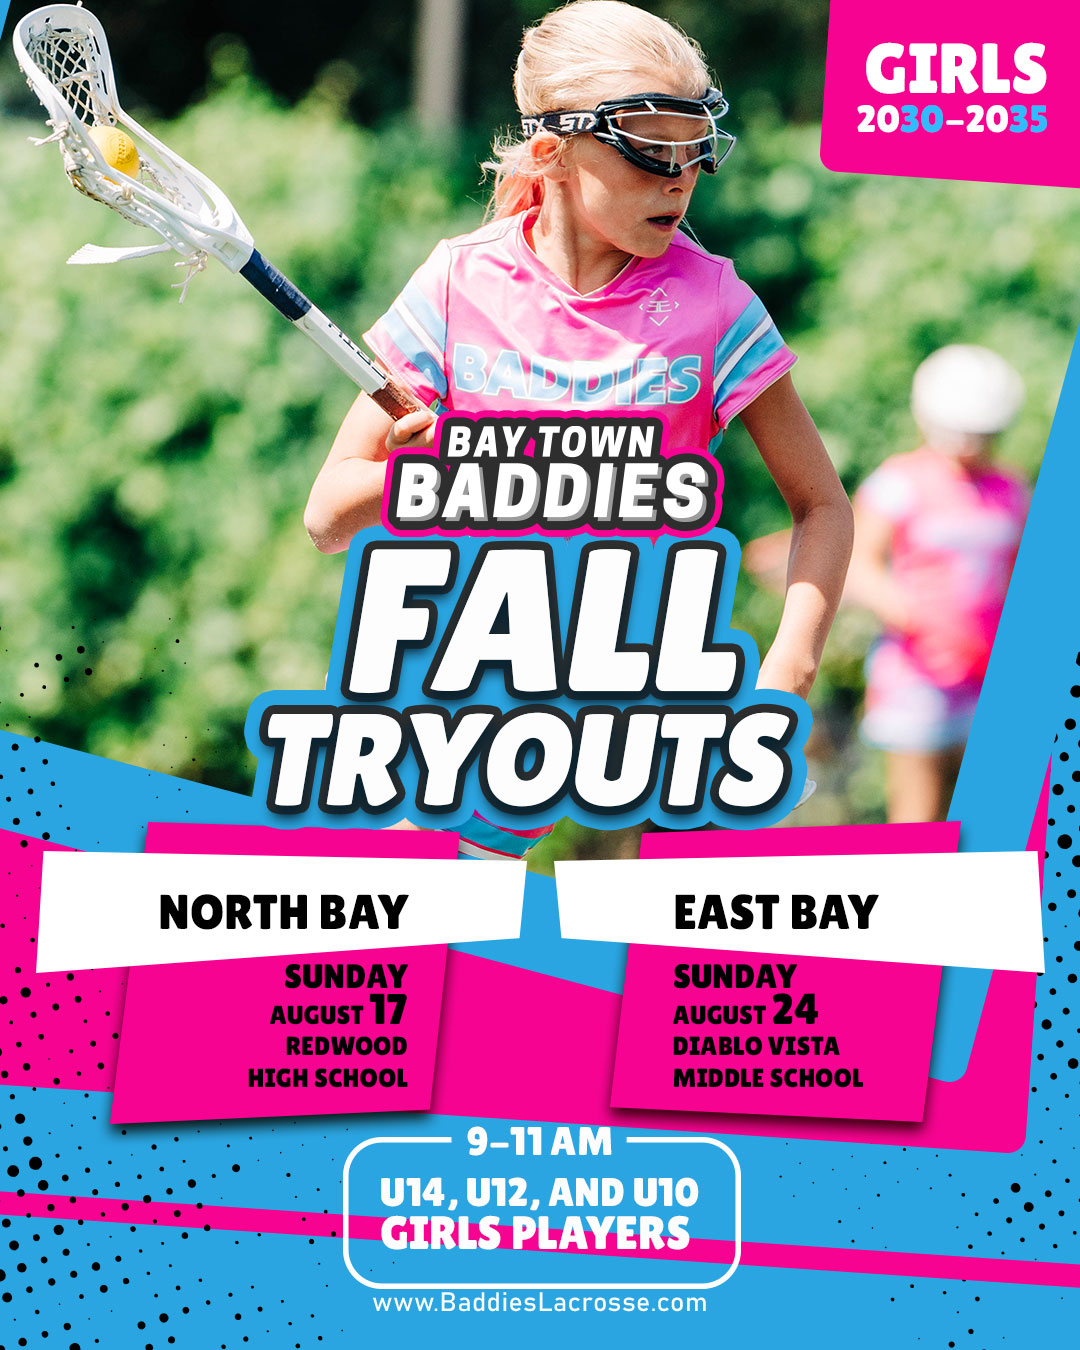 GIRLS
2030–2035
STX
BADDIES
BAY TOWN
BADDIES
FALL
TRYOUTS
NORTH BAY
SUNDAY
AUGUST 17
REDWOOD
HIGH SCHOOL
EAST BAY
SUNDAY
AUGUST 24
DIABLO VISTA
MIDDLE SCHOOL
9–11 AM
U14, U12, AND U10
GIRLS PLAYERS
www.BaddiesLacrosse.com